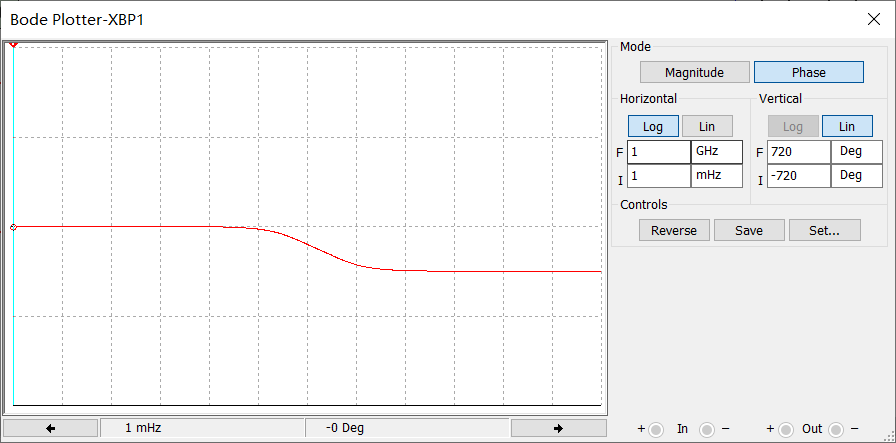 Bode Plotter-XBP1
Mode
Magnitude Phase
Horizontal Vertical
Log Lin Log Lin
F 1 GHz F 720 Deg
I 1 mHz I -720 Deg
Controls
Reverse Save Set...
1 mHz -0 Deg
+ In - + Out -